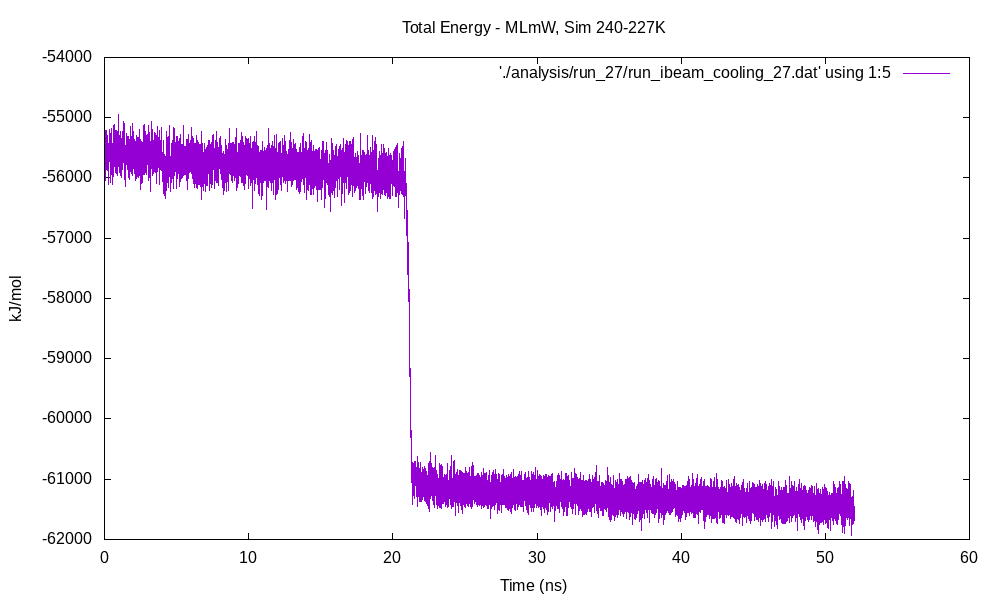 Total Energy - MLmW, Sim 240-227K
'./analysis/run_27/run_ibeam_cooling_27.dat' using 1:5
-54000
-55000
-56000
-57000
-58000
-59000
-60000
-61000
-62000
kJ/mol
0 10 20 30 40 50 60
Time (ns)